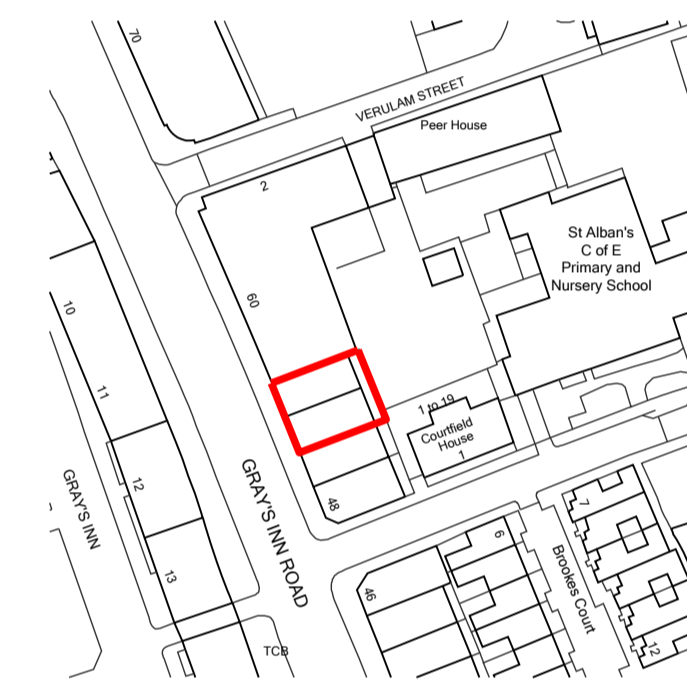 70
VERULAM STREET
Peer House
2
St Alban's
C of E
Primary and
Nursery School
60
10
11
1 to 19
Courtfield
House
1
12
GRAY'S INN
GRAY'S INN ROAD
48
7
6
13
46
Brookes Court
12
TCB